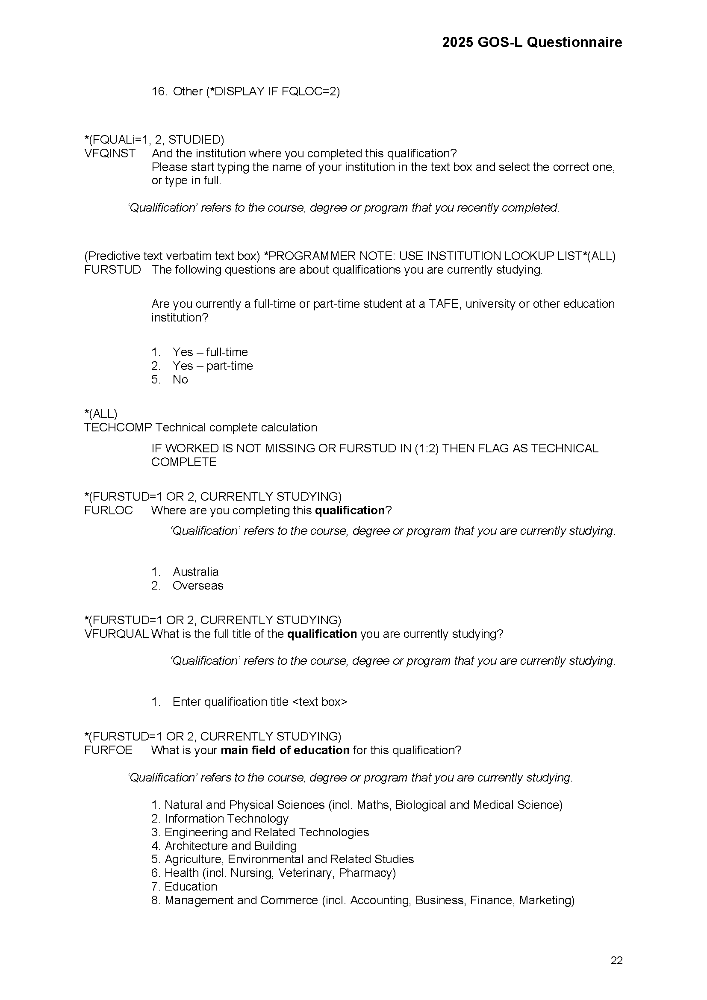 2025 GOS-L Questionnaire
16. Other (*DISPLAY IF FQLOC=2)
*(FQUALi=1, 2, STUDIED)
VFQINST And the institution where you completed this qualification?
Please start typing the name of your institution in the text box and select the correct one,
or type in full.
‘Qualification’ refers to the course, degree or program that you recently completed.
(Predictive text verbatim text box) *PROGRAMMER NOTE: USE INSTITUTION LOOKUP LIST*(ALL)
FURSTUD The following questions are about qualifications you are currently studying.
Are you currently a full-time or part-time student at a TAFE, university or other education
institution?
1. Yes – full-time
2. Yes – part-time
5. No
*(ALL)
TECHCOMP Technical complete calculation
IF WORKED IS NOT MISSING OR FURSTUD IN (1:2) THEN FLAG AS TECHNICAL
COMPLETE
*(FURSTUD=1 OR 2, CURRENTLY STUDYING)
FURLOC Where are you completing this qualification?
‘Qualification’ refers to the course, degree or program that you are currently studying.
1. Australia
2. Overseas
*(FURSTUD=1 OR 2, CURRENTLY STUDYING)
VFURQUAL What is the full title of the qualification you are currently studying?
‘Qualification’ refers to the course, degree or program that you are currently studying.
1. Enter qualification title <text box>
*(FURSTUD=1 OR 2, CURRENTLY STUDYING)
FURFOE What is your main field of education for this qualification?
‘Qualification’ refers to the course, degree or program that you are currently studying.
1. Natural and Physical Sciences (incl. Maths, Biological and Medical Science)
2. Information Technology
3. Engineering and Related Technologies
4. Architecture and Building
5. Agriculture, Environmental and Related Studies
6. Health (incl. Nursing, Veterinary, Pharmacy)
7. Education
8. Management and Commerce (incl. Accounting, Business, Finance, Marketing)
22